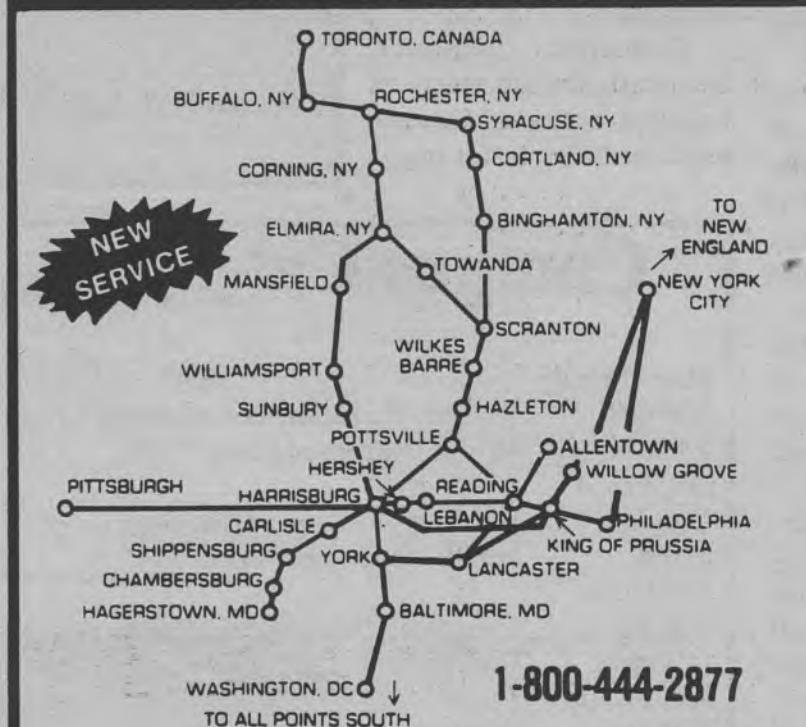 TORONTO, CANADA
BUFFALO, NY
ROCHESTER, NY
SYRACUSE, NY
CORNING, NY
CORTLAND, NY
NEW
SERVICE
ELMIRA, NY
BINGHAMTON, NY
TO
NEW
ENGLAND
TOWANDA
MANSFIELD
NEW YORK
CITY
SCRANTON
WILKES
BARRE
WILLIAMSPORT
SUNBURY
HAZLETON
POTTSVILLE
ALLENTOWN
HERSHEY
WILLOW GROVE
PITTSBURGH
HARRISBURG
READING
LEBANON
CARLISLE
PHILADELPHIA
SHIPPENSBURG
YORK
KING OF PRUSSIA
LANCASTER
CHAMBERSBURG
HAGERSTOWN, MD
BALTIMORE, MD
WASHINGTON, DC
TO ALL POINTS SOUTH
1-800-444-2877